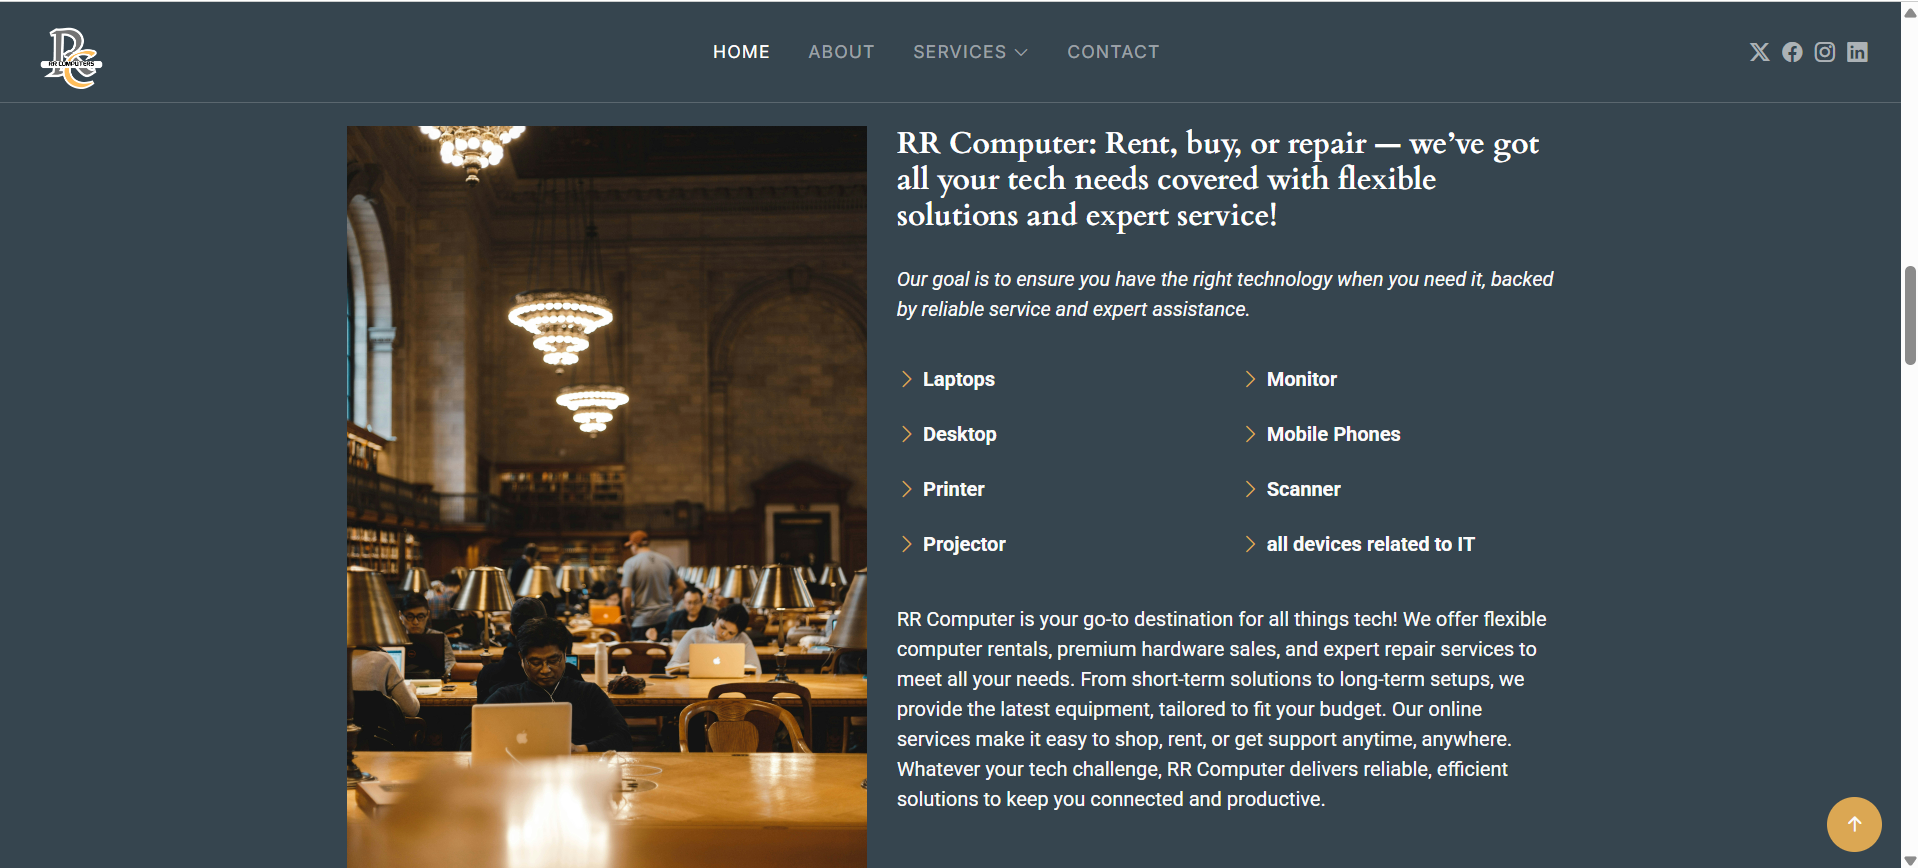 RR COMPUTERS
HOME ABOUT SERVICES CONTACT
RR Computer: Rent, buy, or repair — we've got
all your tech needs covered with flexible
solutions and expert service!
Our goal is to ensure you have the right technology when you need it, backed
by reliable service and expert assistance.
Laptops
Desktop
Printer
Projector
Monitor
Mobile Phones
Scanner
all devices related to IT
RR Computer is your go-to destination for all things tech! We offer flexible
computer rentals, premium hardware sales, and expert repair services to
meet all your needs. From short-term solutions to long-term setups, we
provide the latest equipment, tailored to fit your budget. Our online
services make it easy to shop, rent, or get support anytime, anywhere.
Whatever your tech challenge, RR Computer delivers reliable, efficient
solutions to keep you connected and productive.